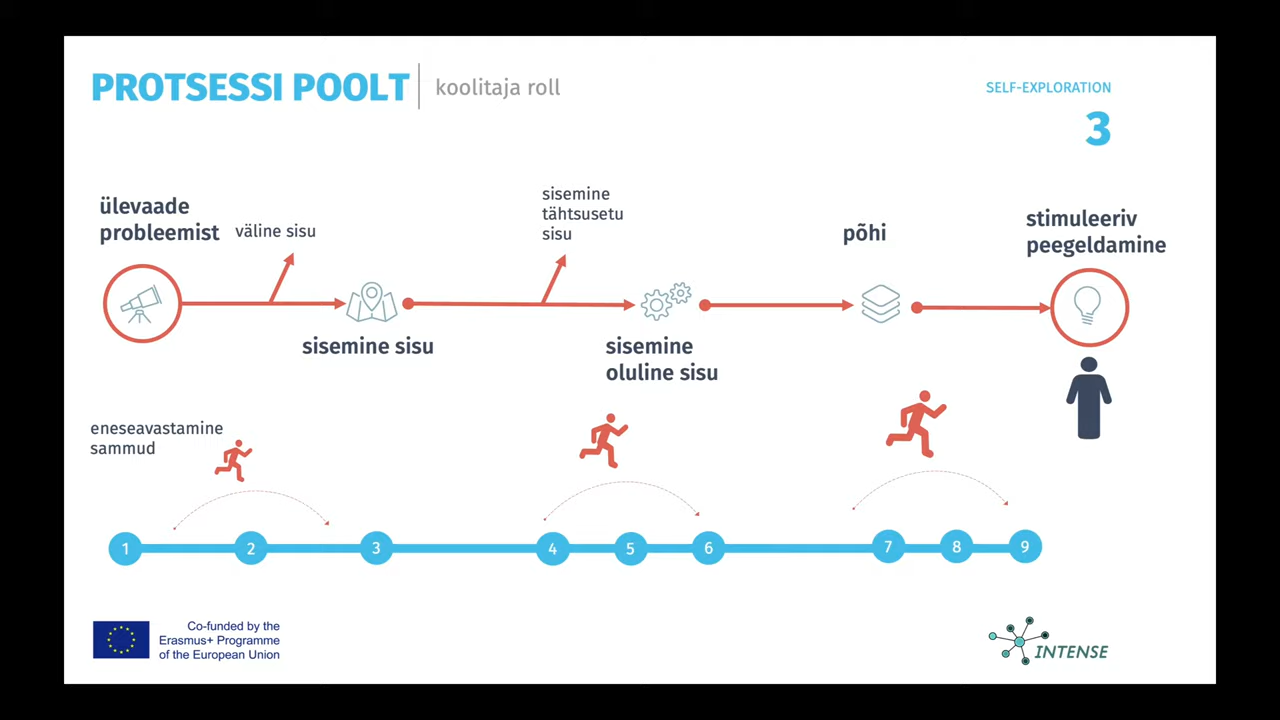 PROTSESSI POOLT
koolitaja roll
SELF-EXPLORATION
3
ülevaade
probleemist
väline sisu
sisemine
tähtsusetu
sisu
põhi
stimuleeriv
peegeldamine
sisemine sisu
sisemine
oluline sisu
eneseavastamine
sammud
1
2
3
4
5
6
7
8
9
Co-funded by the
Erasmus+ Programme
of the European Union
INTENSE